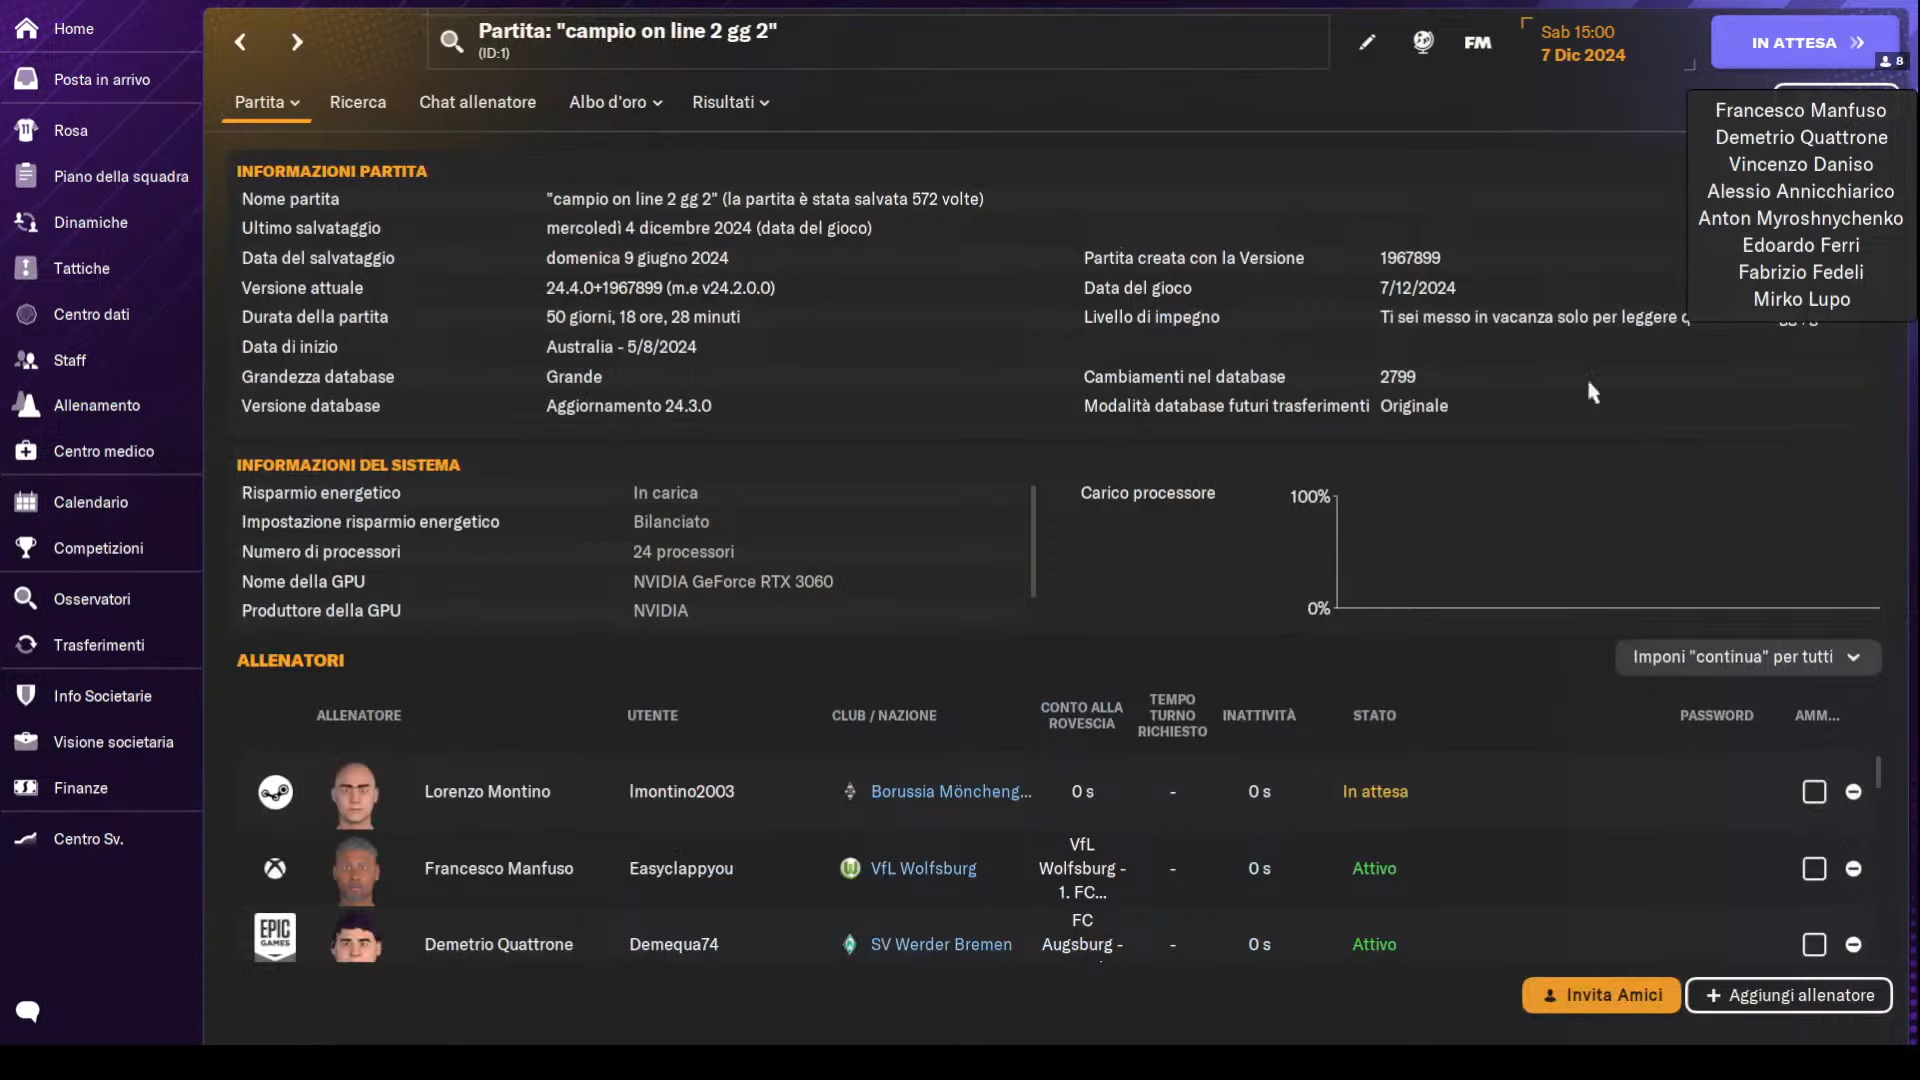 Home
Posta in arrivo
Rosa
Piano della squadra
Dinamiche
Tattiche
Centro dati
Staff
Allenamento
Centro medico
Calendario
Competizioni
Osservatori
Trasferimenti
Info Societarie
Visione societaria
Finanze
Centro Sv.
Partita: "campio on line 2 gg 2"
(ID:1)
FM
Sab 15:00
7 Dic 2024
IN ATTESA
8
Partita
Ricerca
Chat allenatore
Albo d'oro
Risultati
Francesco Manfuso
Demetrio Quattrone
Vincenzo Daniso
Alessio Annicchiarico
Anton Myroshnychenko
Edoardo Ferri
Fabrizio Fedeli
Mirko Lupo
INFORMAZIONI PARTITA
Nome partita "campio on line 2 gg 2" (la partita è stata salvata 572 volte)
Ultimo salvataggio mercoledì 4 dicembre 2024 (data del gioco)
Data del salvataggio domenica 9 giugno 2024 Partita creata con la Versione 1967899
Versione attuale 24.4.0+1967899 (m.e v24.2.0.0) Data del gioco 7/12/2024
Durata della partita 50 giorni, 18 ore, 28 minuti Livello di impegno Ti sei messo in vacanza solo per leggere
Data di inizio Australia - 5/8/2024
Grandezza database Grande Cambiamenti nel database 2799
Versione database Aggiornamento 24.3.0 Modalità database futuri trasferimenti Originale
INFORMAZIONI DEL SISTEMA
Risparmio energetico In carica
Impostazione risparmio energetico Bilanciato
Numero di processori 24 processori
Nome della GPU NVIDIA GeForce RTX 3060
Produttore della GPU NVIDIA
Carico processore
100%
0%
ALLENATORI
Imponi "continua" per tutti
ALLENATORE UTENTE CLUB / NAZIONE CONTO ALLA ROVESCIA TEMPO TURNO RICHIESTO INATTIVITÀ STATO PASSWORD AMM...
Lorenzo Montino lmontino2003 Borussia Möncheng... 0 s - 0 s In attesa
Francesco Manfuso Easyclappyou VfL Wolfsburg VfL Wolfsburg - 1. FC... - 0 s Attivo
EPIC GAMES Demetrio Quattrone Demequa74 SV Werder Bremen FC Augsburg - - 0 s Attivo
Invita Amici
+ Aggiungi allenatore